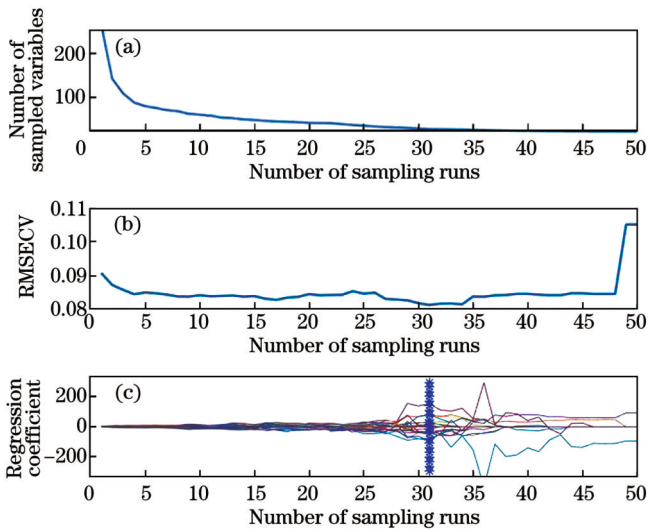 Number of
sampled variables
(a)
200
100
0 5 10 15 20 25 30 35 40 45 50
Number of sampling runs
RMSECV
(b)
0.11
0.10
0.09
0.08
0 5 10 15 20 25 30 35 40 45 50
Number of sampling runs
Regression
coefficient
(c)
200
0
−200
0 5 10 15 20 25 30 35 40 45 50
Number of sampling runs